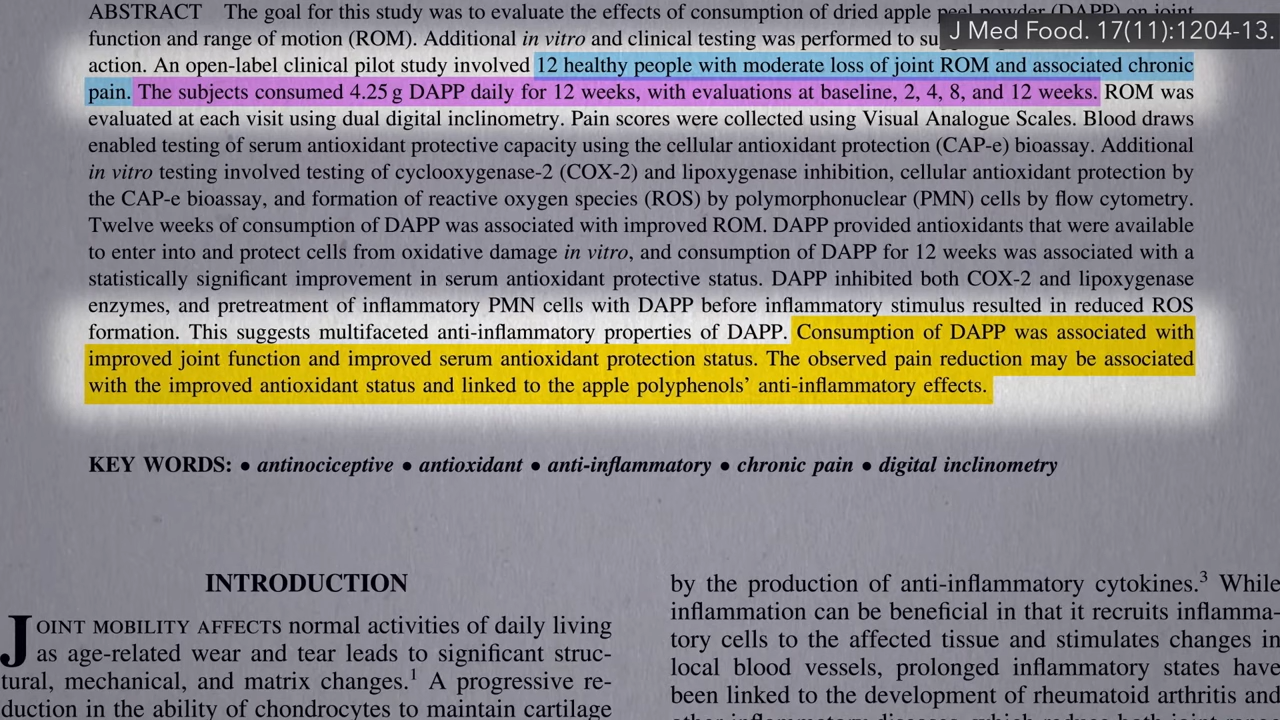 ABSTRACT The goal for this study was to evaluate the effects of consumption of dried apple peel powder (DAPP) on joint
J Med Food. 17(11):1204-13.
function and range of motion (ROM). Additional in vitro and clinical testing was performed to
action. An open-label clinical pilot study involved 12 healthy people with moderate loss of joint ROM and associated chronic
pain. The subjects consumed 4.25 g DAPP daily for 12 weeks, with evaluations at baseline, 2, 4, 8, and 12 weeks. ROM was
evaluated at each visit using dual digital inclinometry. Pain scores were collected using Visual Analogue Scales. Blood draws
enabled testing of serum antioxidant protective capacity using the cellular antioxidant protection (CAP-e) bioassay. Additional
in vitro testing involved testing of cyclooxygenase-2 (COX-2) and lipoxygenase inhibition, cellular antioxidant protection by
the CAP-e bioassay, and formation of reactive oxygen species (ROS) by polymorphonuclear (PMN) cells by flow cytometry.
Twelve weeks of consumption of DAPP was associated with improved ROM. DAPP provided antioxidants that were available
to enter into and protect cells from oxidative damage in vitro, and consumption of DAPP for 12 weeks was associated with a
statistically significant improvement in serum antioxidant protective status. DAPP inhibited both COX-2 and lipoxygenase
enzymes, and pretreatment of inflammatory PMN cells with DAPP before inflammatory stimulus resulted in reduced ROS
formation. This suggests multifaceted anti-inflammatory properties of DAPP. Consumption of DAPP was associated with
improved joint function and improved serum antioxidant protection status. The observed pain reduction may be associated
with the improved antioxidant status and linked to the apple polyphenols' anti-inflammatory effects.
KEY WORDS: • antinociceptive • antioxidant • anti-inflammatory • chronic pain • digital inclinometry
INTRODUCTION
JOINT MOBILITY AFFECTS normal activities of daily living
as age-related wear and tear leads to significant struc-
tural, mechanical, and matrix changes.1 A progressive re-
duction in the ability of chondrocytes to maintain cartilage
by the production of anti-inflammatory cytokines.3 While
inflammation can be beneficial in that it recruits inflamma-
tory cells to the affected tissue and stimulates changes in
local blood vessels, prolonged inflammatory states have
been linked to the development of rheumatoid arthritis and